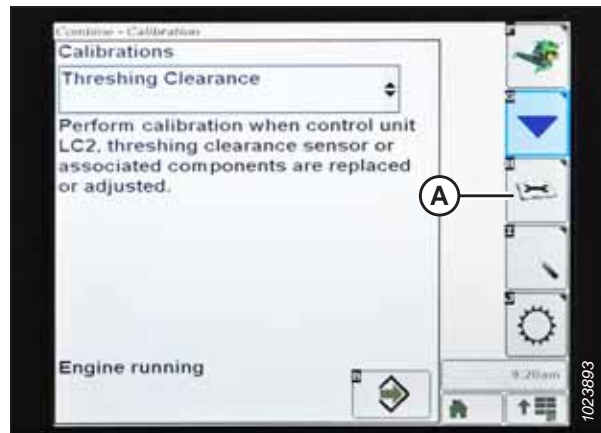 Combine - Calibration
Calibrations
Threshing Clearance
Perform calibration when control unit
LC2, threshing clearance sensor or
associated components are replaced
or adjusted.
A
Engine running
9:20am
1023893